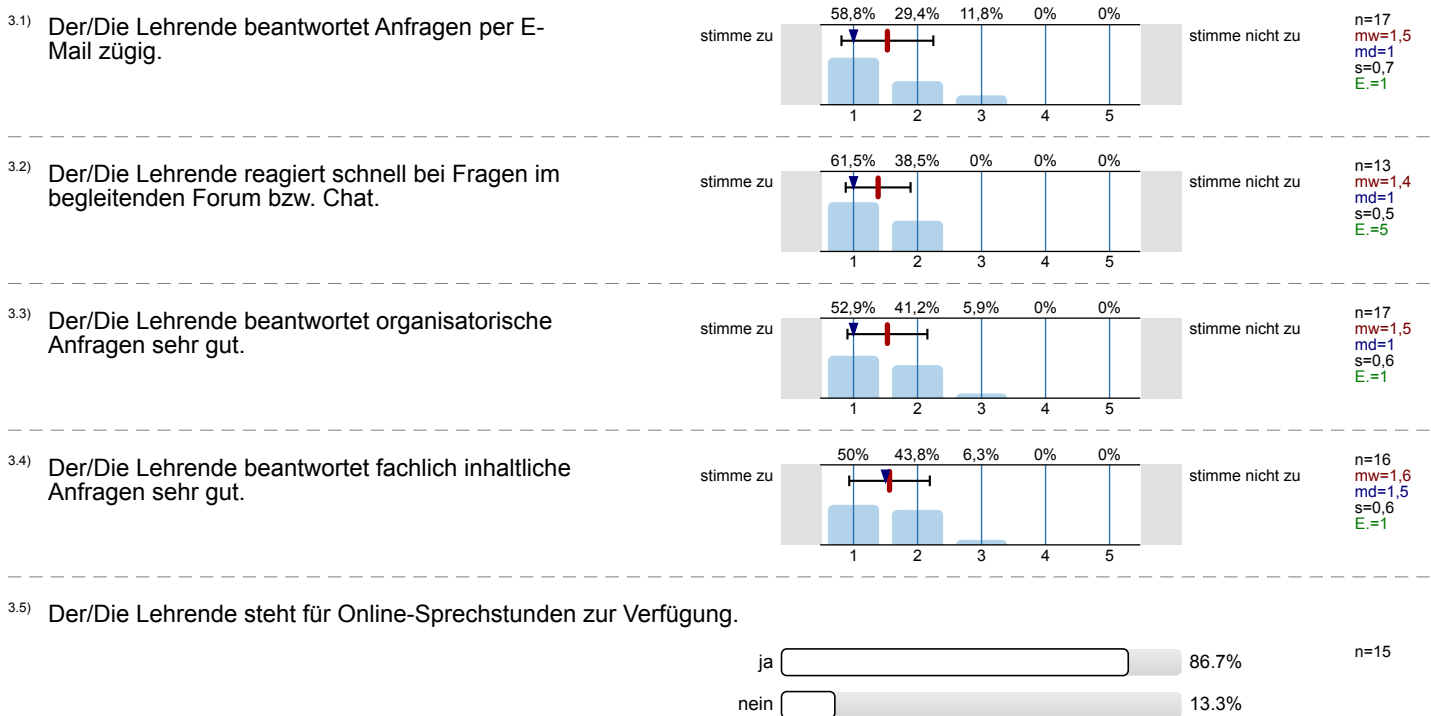 3.1) Der/Die Lehrende beantwortet Anfragen per E-
Mail zügig.
58,8% 29,4% 11,8% 0% 0%
stimme zu
stimme nicht zu
1 2 3 4 5
n=17
mw=1,5
md=1
s=0,7
E.=1
3.2) Der/Die Lehrende reagiert schnell bei Fragen im
begleitenden Forum bzw. Chat.
61,5% 38,5% 0% 0% 0%
stimme zu
stimme nicht zu
1 2 3 4 5
n=13
mw=1,4
md=1
s=0,5
E.=5
3.3) Der/Die Lehrende beantwortet organisatorische
Anfragen sehr gut.
52,9% 41,2% 5,9% 0% 0%
stimme zu
stimme nicht zu
1 2 3 4 5
n=17
mw=1,5
md=1
s=0,6
E.=1
3.4) Der/Die Lehrende beantwortet fachlich inhaltliche
Anfragen sehr gut.
50% 43,8% 6,3% 0% 0%
stimme zu
stimme nicht zu
1 2 3 4 5
n=16
mw=1,6
md=1,5
s=0,6
E.=1
3.5) Der/Die Lehrende steht für Online-Sprechstunden zur Verfügung.
ja 86.7%
n=15
nein 13.3%